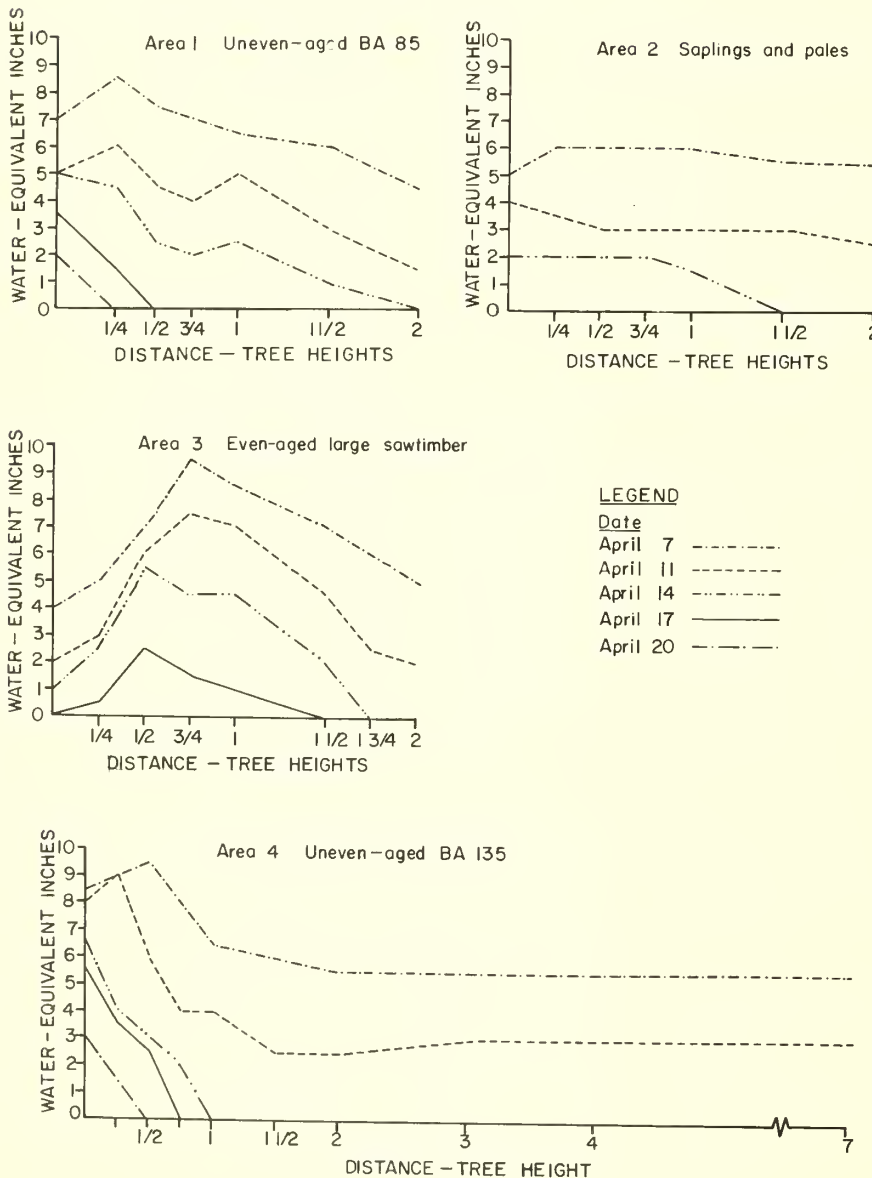 Area 1 Uneven-aged BA 85
WATER – EQUIVALENT INCHES
10
9
8
7
6
5
4
3
2
1
0
1/4 1/2 3/4 1 1 1/2 2
DISTANCE – TREE HEIGHTS
Area 2 Saplings and pales
WATER – EQUIVALENT INCHES
10
9
8
7
6
5
4
3
2
1
0
1/4 1/2 3/4 1 1 1/2 2
DISTANCE – TREE HEIGHTS
Area 3 Even-aged large sawtimber
WATER – EQUIVALENT INCHES
10
9
8
7
6
5
4
3
2
1
0
1/4 1/2 3/4 1 1 1/2 1 3/4 2
DISTANCE – TREE HEIGHTS
LEGEND
Date
April 7
April 11
April 14
April 17
April 20
Area 4 Uneven-aged BA 135
WATER – EQUIVALENT INCHES
10
9
8
7
6
5
4
3
2
1
0
1/2 1 1 1/2 2 3 4 7
DISTANCE – TREE HEIGHT